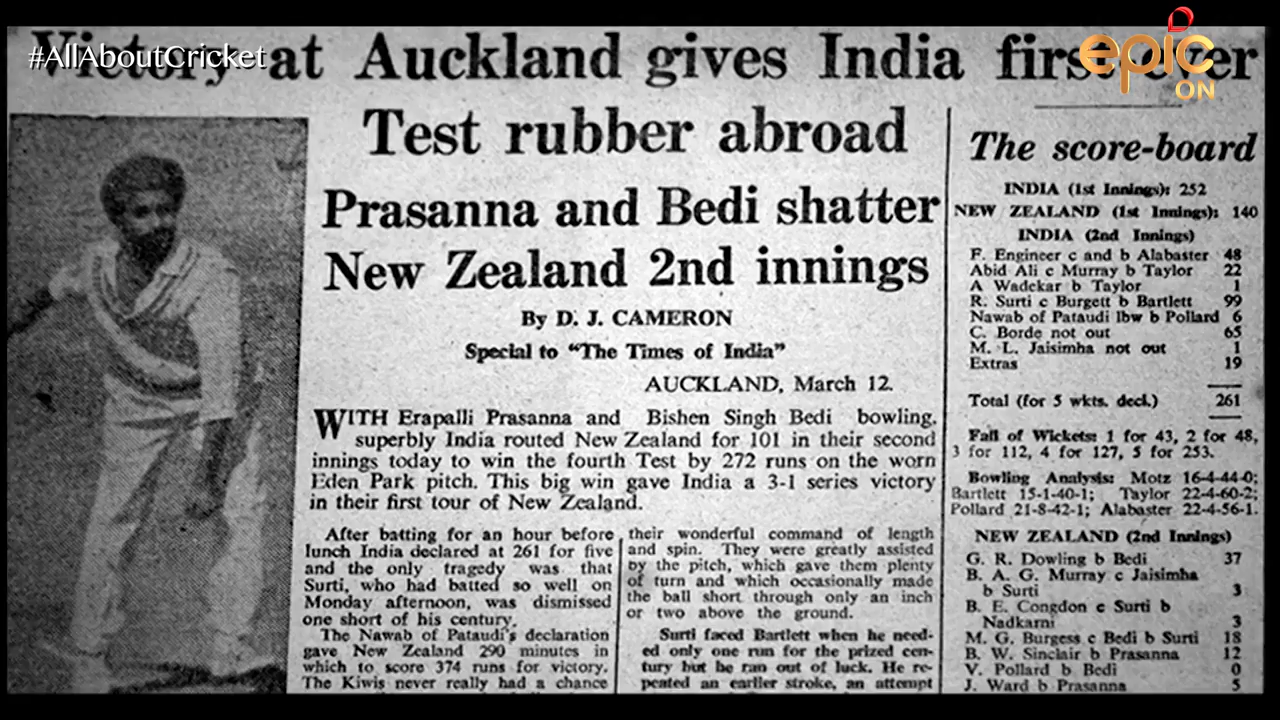 #AllAboutCricket
epic
ON
Victory at Auckland gives India first-ever
Test rubber abroad
Prasanna and Bedi shatter
New Zealand 2nd innings
By D. J. CAMERON
Special to “The Times of India”
AUCKLAND, March 12.
WITH Erapalli Prasanna and Bishen Singh Bedi bowling,
superbly India routed New Zealand for 101 in their second
innings today to win the fourth Test by 272 runs on the worn
Eden Park pitch. This big win gave India a 3-1 series victory
in their first tour of New Zealand.
After batting for an hour before
lunch India declared at 261 for five
and the only tragedy was that
Surti, who had batted so well on
Monday afternoon, was dismissed
one short of his century.
The Nawab of Pataudi's declaration
gave New Zealand 290 minutes in
which to score 374 runs for victory.
The Kiwis never really had a chance
their wonderful command of length
and spin. They were greatly assisted
by the pitch, which gave them plenty
of turn and which occasionally made
the ball short through only an inch
or two above the ground.
Surti faced Bartlett when he need-
ed only one run for the prized cen-
tury but he ran out of luck. He re-
peated an earlier stroke, an attempt
The score-board
INDIA (1st Innings): 252
NEW ZEALAND (1st Innings): 140
INDIA (2nd Innings)
F. Engineer c and b Alabaster 48
Abid Ali c Murray b Taylor 22
A Wadekar b Taylor 1
R. Surti c Burgett b Bartlett 99
Nawab of Pataudi lbw b Pollard 6
C. Borde not out 65
M. L. Jaisimha not out 1
Extras 19
Total (for 5 wkts. decl.) 261
Fall of Wickets: 1 for 43, 2 for 48,
3 for 112, 4 for 127, 5 for 253.
Bowling Analysis: Motz 16-4-44-0;
Bartlett 15-1-40-1; Taylor 22-4-60-2;
Pollard 21-8-42-1; Alabaster 22-4-56-1.
NEW ZEALAND (2nd Innings)
G. R. Dowling b Bedi 37
B. A. G. Murray c Jaisimha
b Surti 3
B. E. Congdon c Surti b
Nadkarni 3
M. G. Burgess c Bedi b Surti 18
B. W. Sinclair b Prasanna 12
V. Pollard b Bedi 0
J. Ward b Prasanna 5